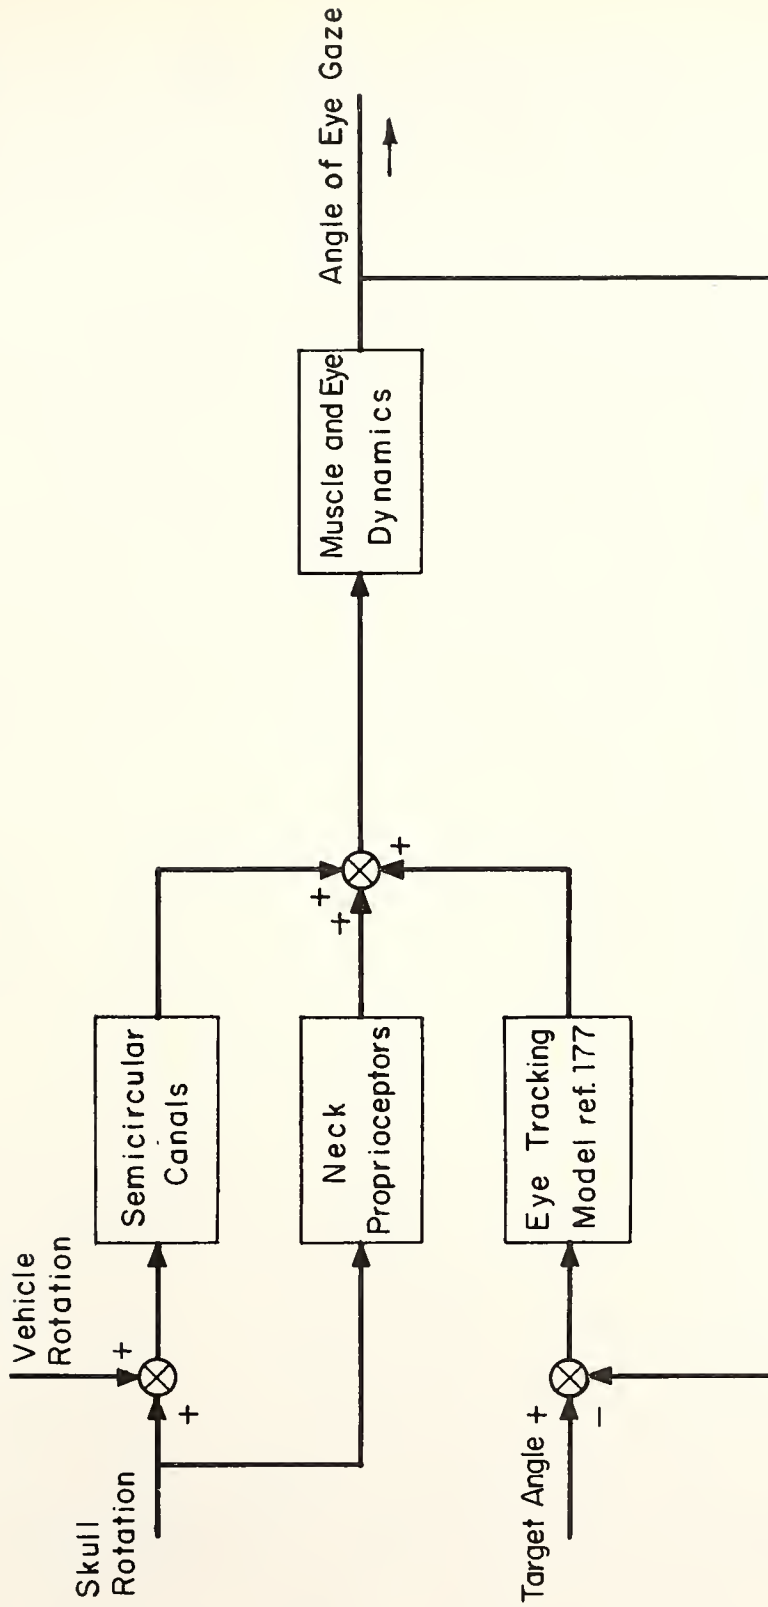 Vehicle
Rotation
Skull
Rotation
+
+
Semicircular
Canals
Neck
Proprioceptors
Target Angle +
−
Eye Tracking
Model ref. 177
+
+
+
Muscle and Eye
Dynamics
Angle of Eye Gaze